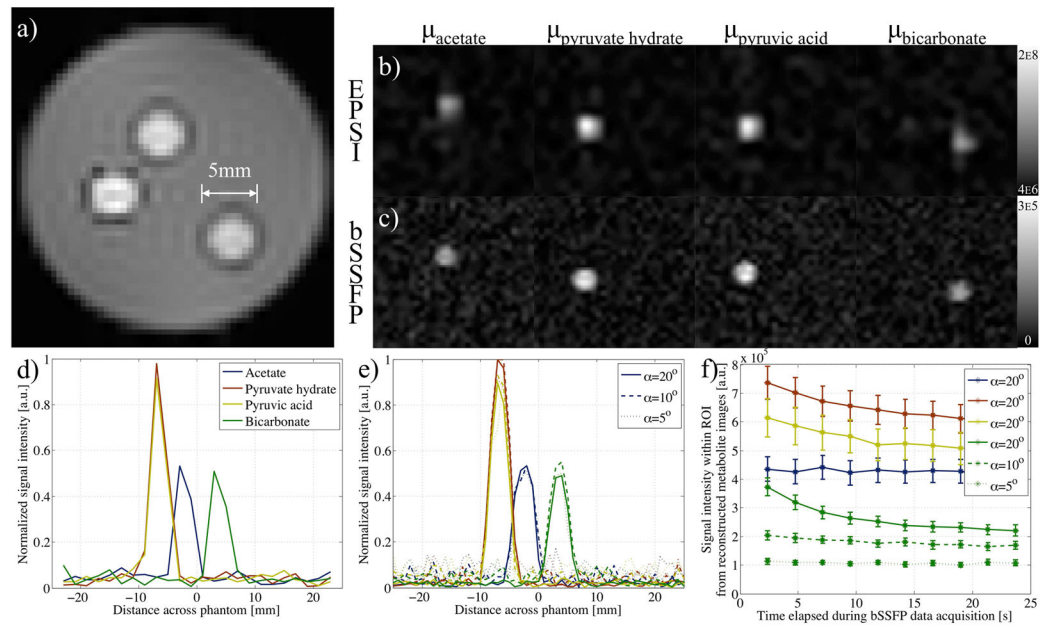 a)
5mm
μacetate
μpyruvate hydrate
μpyruvic acid
μbicarbonate
EPSI
b)
2E8
4E6
bSSFP
c)
3E5
0
d)
Normalized signal intensity [a.u.]
1
0.8
0.6
0.4
0.2
0
−20
−10
0
10
20
Distance across phantom [mm]
Acetate
Pyruvate hydrate
Pyruvic acid
Bicarbonate
e)
Normalized signal intensity [a.u.]
1
0.8
0.6
0.4
0.2
0
−20
−10
0
10
20
Distance across phantom [mm]
α=20°
α=10°
α=5°
f)
Signal intensity within ROI
from reconstructed metabolite images [a.u.]
x 10⁵
8
7
6
5
4
3
2
1
0
0
5
10
15
20
25
Time elapsed during bSSFP data acquisition [s]
α=20°
α=20°
α=20°
α=20°
α=10°
α=5°